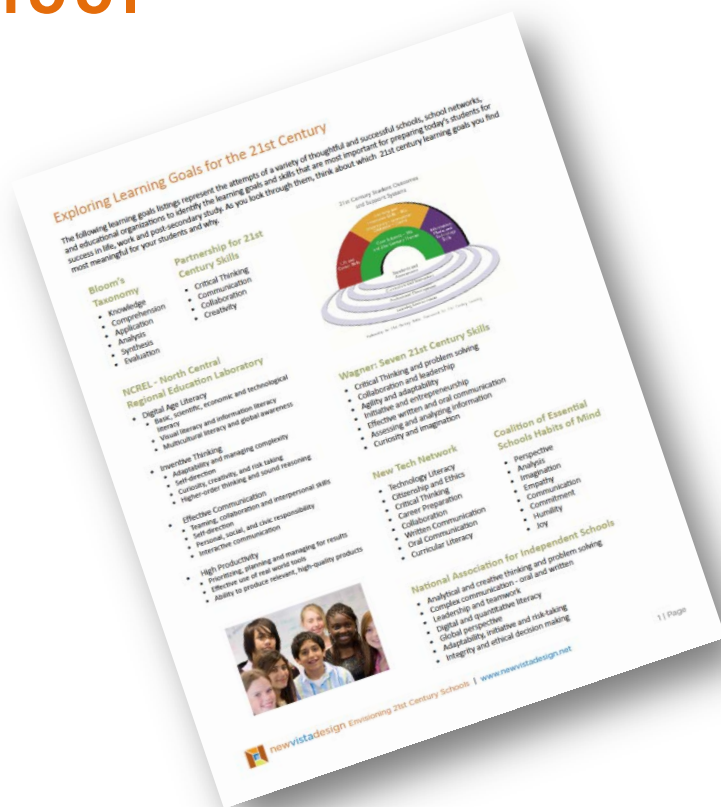 Exploring Learning Goals for the 21st Century
The following learning goals listings represent the attempts of a variety of thoughtful and successful schools, school networks,
and educational organizations to identify the learning goals and skills that are most important for preparing today's students for
success in life, work and post-secondary study. As you look through them, think about which 21st century learning goals you find
most meaningful for your students and why.
Bloom's
Taxonomy
• Knowledge
• Comprehension
• Application
• Analysis
• Synthesis
• Evaluation
Partnership for 21st
Century Skills
• Critical Thinking
• Communication
• Collaboration
• Creativity
21st Century Student Outcomes
and Support Systems
NCREL - North Central
Regional Education Laboratory
• Digital Age Literacy
• Basic, scientific, economic and technological
literacy
• Visual literacy and information literacy
• Multicultural literacy and global awareness
• Inventive Thinking
• Adaptability and managing complexity
• Self-direction
• Curiosity, creativity, and risk taking
• Higher-order thinking and sound reasoning
• Effective Communication
• Teaming, collaboration and interpersonal skills
• Self-direction
• Personal, social, and civic responsibility
• Interactive communication
• High Productivity
• Prioritizing, planning and managing for results
• Effective use of real world tools
• Ability to produce relevant, high-quality products
Wagner: Seven 21st Century Skills
• Critical Thinking and problem solving
• Collaboration and leadership
• Agility and adaptability
• Initiative and entrepreneurship
• Effective written and oral communication
• Assessing and analyzing information
• Curiosity and imagination
New Tech Network
• Technology Literacy
• Citizenship and Ethics
• Critical Thinking
• Career Preparation
• Collaboration
• Written Communication
• Oral Communication
• Curricular Literacy
Coalition of Essential
Schools Habits of Mind
• Perspective
• Analysis
• Imagination
• Empathy
• Communication
• Commitment
• Humility
• Joy
National Association for Independent Schools
• Analytical and creative thinking and problem solving
• Complex communication - oral and written
• Leadership and teamwork
• Digital and quantitative literacy
• Global perspective
• Adaptability, initiative and risk-taking
• Integrity and ethical decision making
1 | Page
newvistadesign Envisioning 21st Century Schools | www.newvistadesign.net